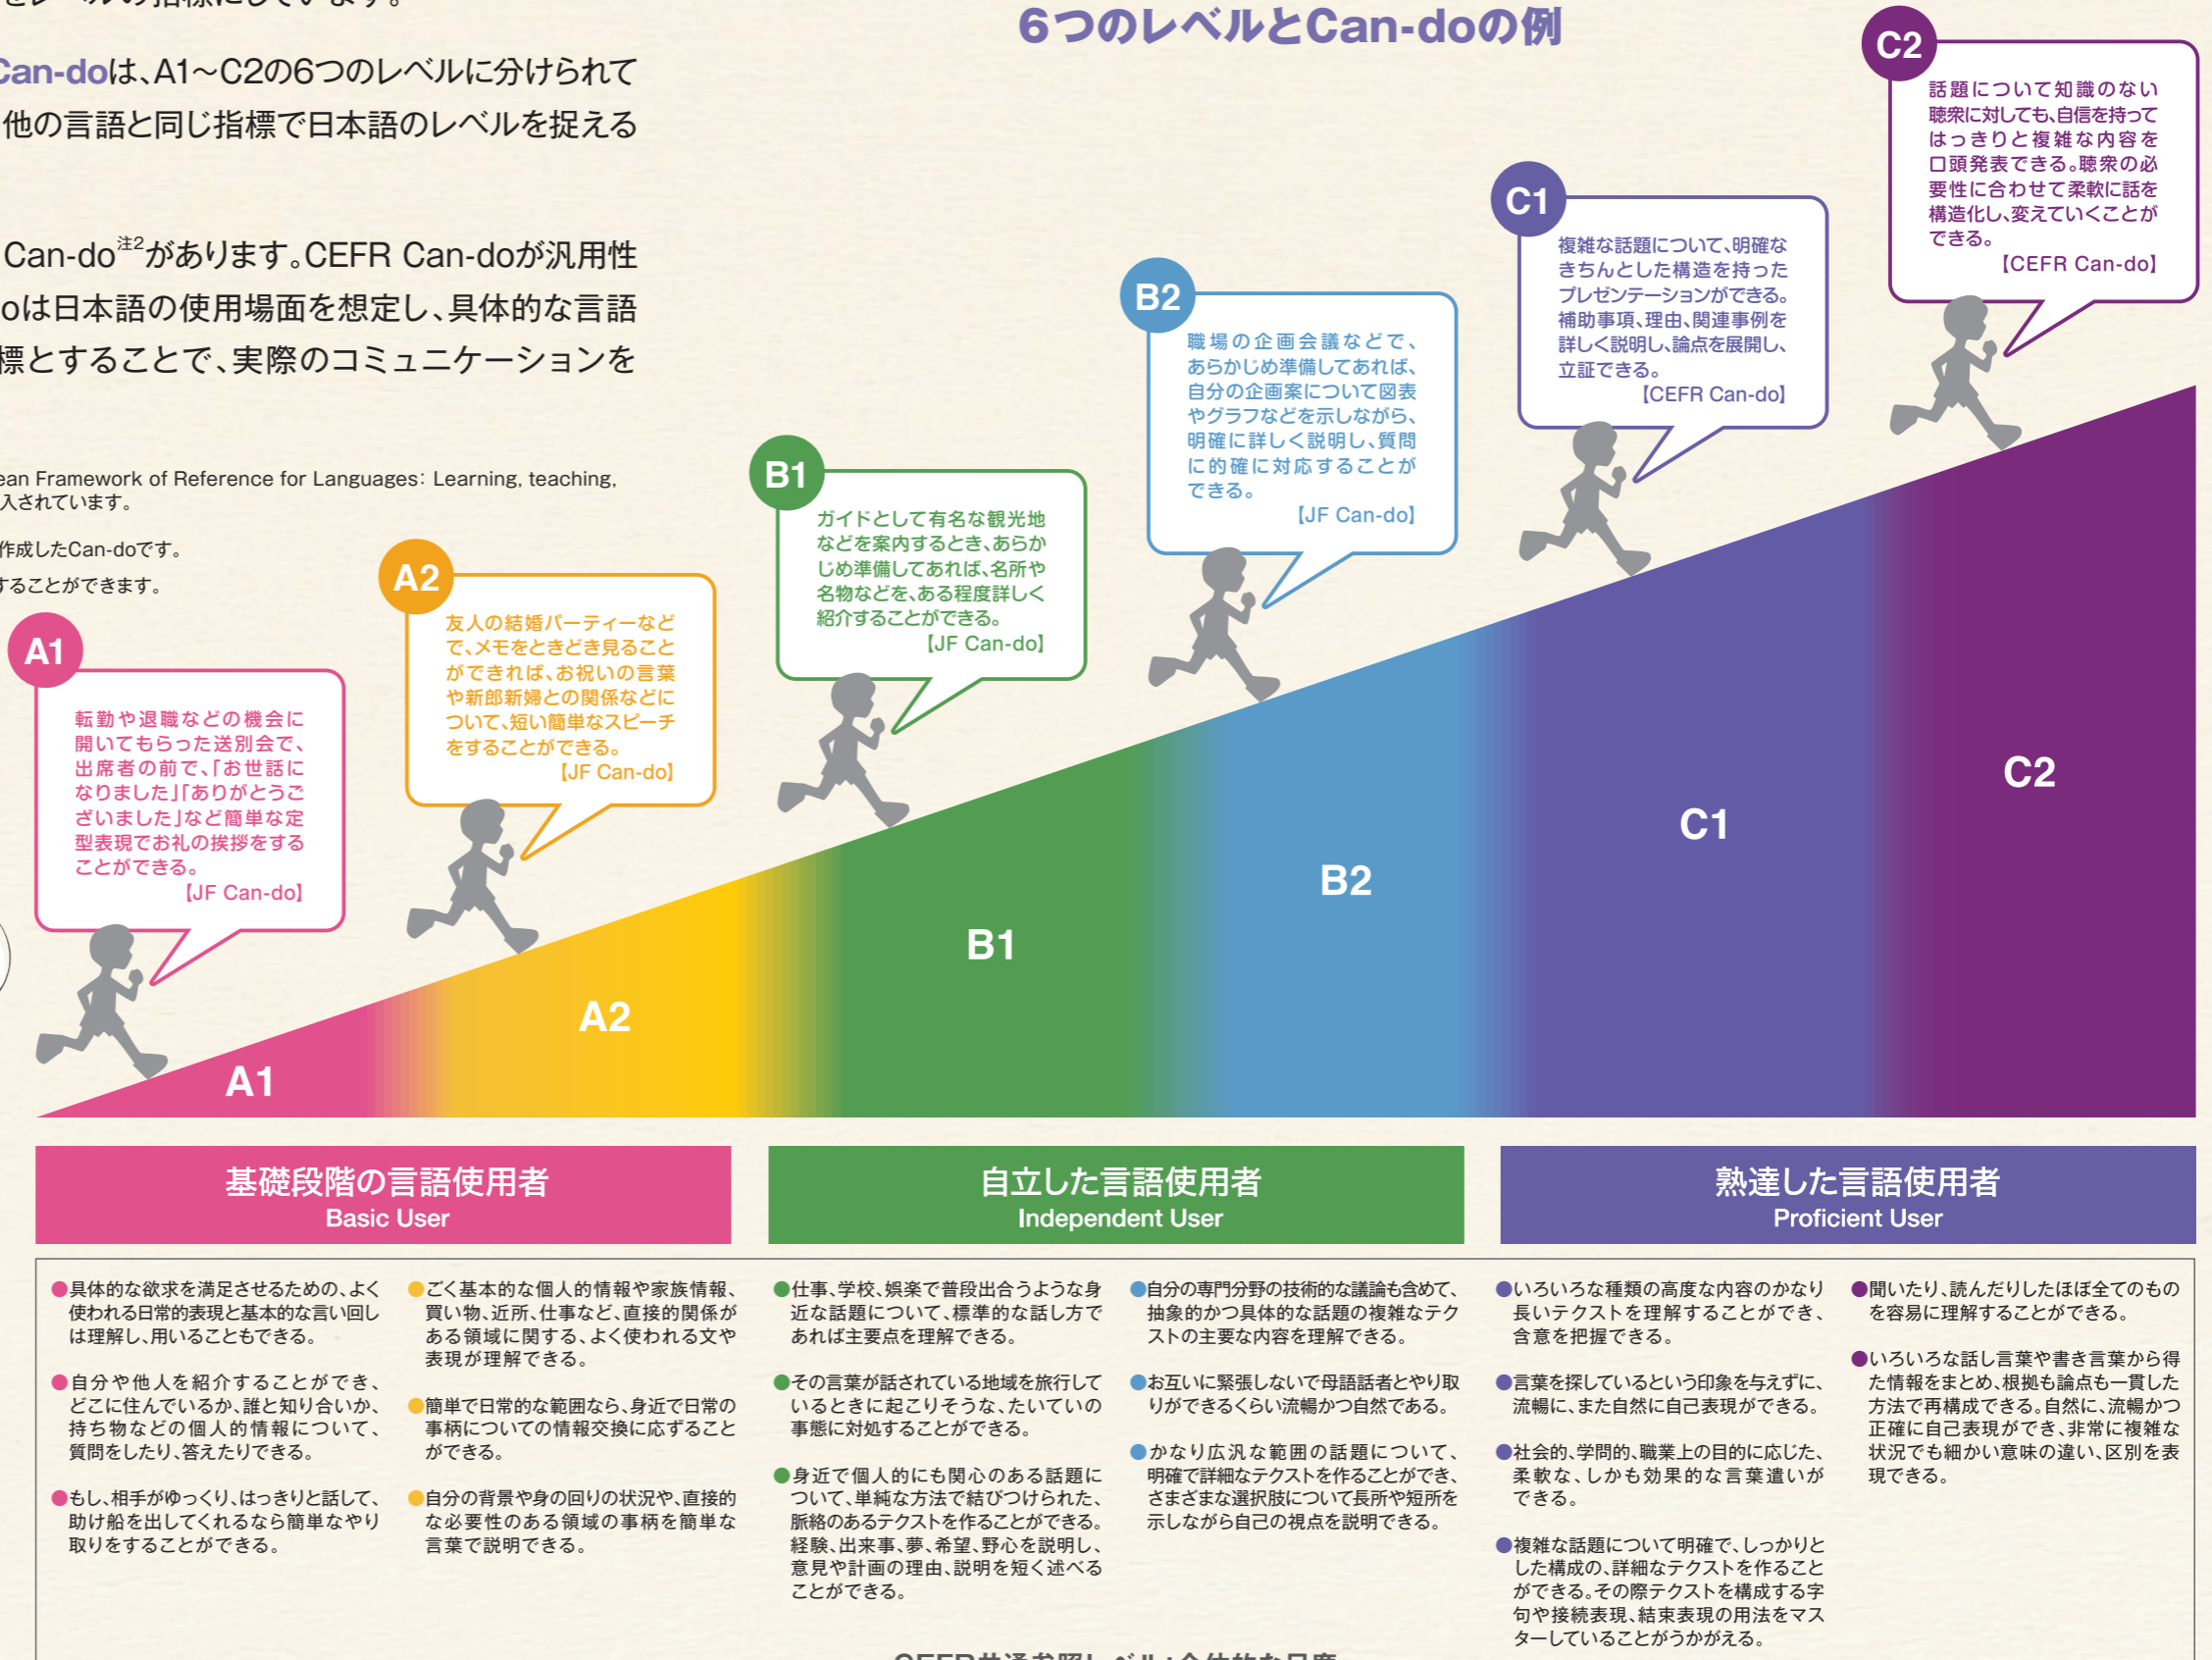 をレベルの指標にしています。
Can-doは、A1～C2の6つのレベルに分けられて
他の言語と同じ指標で日本語のレベルを捉える
Can-do注2があります。CEFR Can-doが汎用性
oは日本語の使用場面を想定し、具体的な言語
標とすることで、実際のコミュニケーションを
ean Framework of Reference for Languages: Learning, teaching,
入されています。
作成したCan-doです。
することができます。
6つのレベルとCan-doの例
A1
転勤や退職などの機会に
開いてもらった送別会で、
出席者の前で、「お世話に
なりました」「ありがとうご
ざいました」など簡単な定
型表現でお礼の挨拶をする
ことができる。
【JF Can-do】
A2
友人の結婚パーティーなど
で、メモをときどき見ること
ができれば、お祝いの言葉
や新郎新婦との関係などに
ついて、短い簡単なスピーチ
をすることができる。
【JF Can-do】
B1
ガイドとして有名な観光地
などを案内するとき、あらか
じめ準備してあれば、名所や
名物などを、ある程度詳しく
紹介することができる。
【JF Can-do】
B2
職場の企画会議などで、
あらかじめ準備してあれば、
自分の企画案について図表
やグラフなどを示しながら、
明確に詳しく説明し、質問
に的確に対応することが
できる。
【JF Can-do】
C1
複雑な話題について、明確な
きちんとした構造を持った
プレゼンテーションができる。
補助事項、理由、関連事例を
詳しく説明し、論点を展開し、
立証できる。
【CEFR Can-do】
C2
話題について知識のない
聴衆に対しても、自信を持って
はっきりと複雑な内容を
口頭発表できる。聴衆の必
要性に合わせて柔軟に話を
構造化し、変えていくことが
できる。
【CEFR Can-do】
A1
A2
B1
B2
C1
C2
基礎段階の言語使用者
Basic User
自立した言語使用者
Independent User
熟達した言語使用者
Proficient User
●具体的な欲求を満足させるための、よく
使われる日常的表現と基本的な言い回し
は理解し、用いることもできる。
●自分や他人を紹介することができ、
どこに住んでいるか、誰と知り合いか、
持ち物などの個人的情報について、
質問をしたり、答えたりできる。
●もし、相手がゆっくり、はっきりと話して、
助け船を出してくれるなら簡単なやり
取りをすることができる。
●ごく基本的な個人的情報や家族情報、
買い物、近所、仕事など、直接的関係が
ある領域に関する、よく使われる文や
表現が理解できる。
●簡単で日常的な範囲なら、身近で日常の
事柄についての情報交換に応ずること
ができる。
●自分の背景や身の回りの状況や、直接的
な必要性のある領域の事柄を簡単な
言葉で説明できる。
●仕事、学校、娯楽で普段出合うような身
近な話題について、標準的な話し方で
あれば主要点を理解できる。
●その言葉が話されている地域を旅行して
いるときに起こりそうな、たいていの
事態に対処することができる。
●身近で個人的にも関心のある話題に
ついて、単純な方法で結びつけられた、
脈絡のあるテクストを作ることができる。
経験、出来事、夢、希望、野心を説明し、
意見や計画の理由、説明を短く述べる
ことができる。
●自分の専門分野の技術的な議論も含めて、
抽象的かつ具体的な話題の複雑なテク
ストの主要な内容を理解できる。
●お互いに緊張しないで母語話者とやり取
りができるくらい流暢かつ自然である。
●かなり広汎な範囲の話題について、
明確で詳細なテクストを作ることができ、
さまざまな選択肢について長所や短所を
示しながら自己の視点を説明できる。
●いろいろな種類の高度な内容のかなり
長いテクストを理解することができ、
含意を把握できる。
●言葉を探しているという印象を与えずに、
流暢に、また自然に自己表現ができる。
●社会的、学問的、職業上の目的に応じた、
柔軟な、しかも効果的な言葉遣いが
できる。
●複雑な話題について明確で、しっかりと
した構成の、詳細なテクストを作ること
ができる。その際テクストを構成する字
句や接続表現、結束表現の用法をマス
ターしていることがうかがえる。
●聞いたり、読んだりしたほぼ全てのもの
を容易に理解することができる。
●いろいろな話し言葉や書き言葉から得
た情報をまとめ、根拠も論点も一貫した
方法で再構成できる。自然に、流暢かつ
正確に自己表現ができ、非常に複雑な
状況でも細かい意味の違い、区別を表
現できる。
CEFR共通参照レベル:全体的な尺度